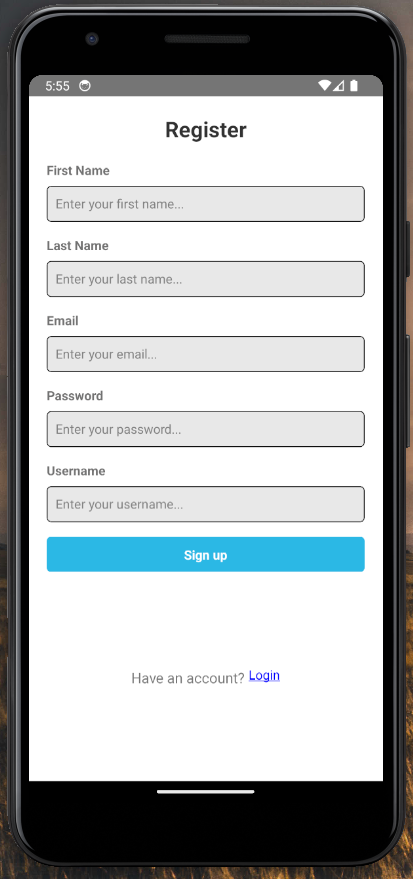 5:55
Register
First Name
Enter your first name...
Last Name
Enter your last name...
Email
Enter your email...
Password
Enter your password...
Username
Enter your username...
Sign up
Have an account? Login